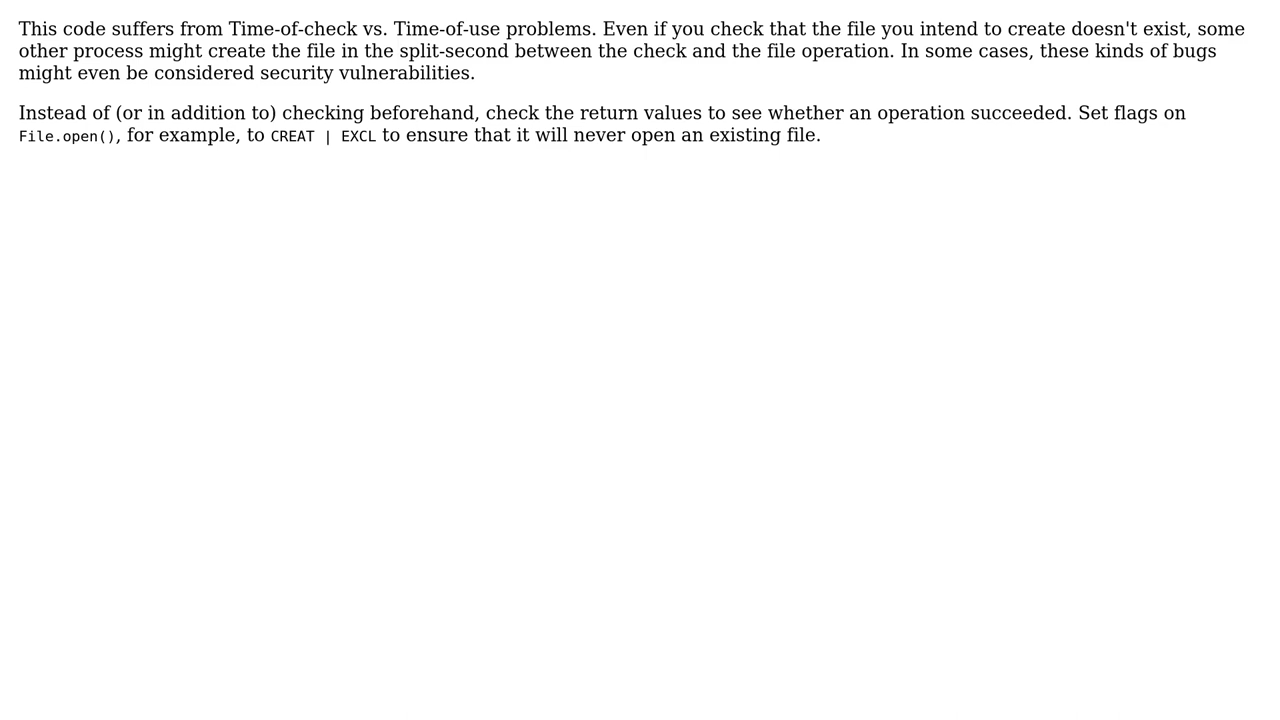 This code suffers from Time-of-check vs. Time-of-use problems. Even if you check that the file you intend to create doesn't exist, some
other process might create the file in the split-second between the check and the file operation. In some cases, these kinds of bugs
might even be considered security vulnerabilities.
Instead of (or in addition to) checking beforehand, check the return values to see whether an operation succeeded. Set flags on
File.open(), for example, to CREAT | EXCL to ensure that it will never open an existing file.